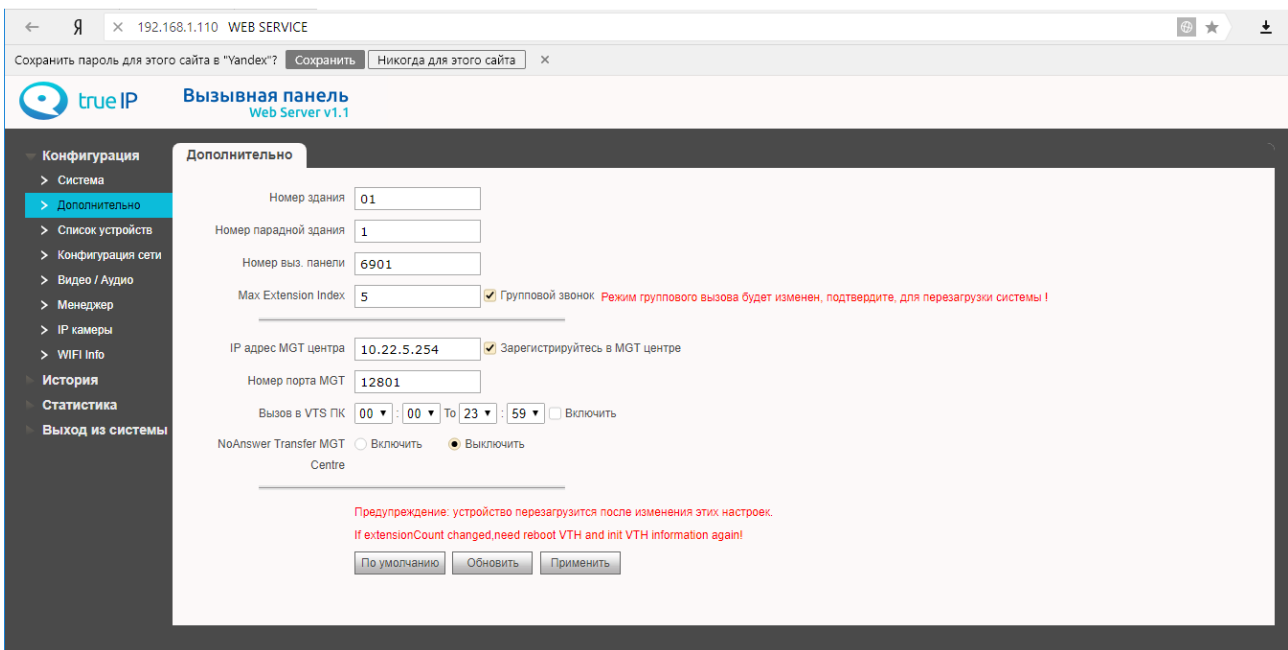 Я 192.168.1.110 WEB SERVICE
Сохранить пароль для этого сайта в "Yandex"? Сохранить Никогда для этого сайта
true IP Вызывная панель
Web Server v1.1
Конфигурация
Система
Дополнительно
Список устройств
Конфигурация сети
Видео / Аудио
Менеджер
IP камеры
WIFI Info
История
Статистика
Выход из системы
Дополнительно
Номер здания 01
Номер парадной здания 1
Номер выз. панели 6901
Max Extension Index 5 Групповой звонок Режим группового вызова будет изменен, подтвердите, для перезагрузки системы !
IP адрес MGT центра 10.22.5.254 Зарегистрируйтесь в MGT центре
Номер порта MGT 12801
Вызов в VTS ПК 00 : 00 To 23 : 59 Включить
NoAnswer Transfer MGT Включить Выключить
Centre
Предупреждение: устройство перезагрузится после изменения этих настроек.
If extensionCount changed,need reboot VTH and init VTH information again!
По умолчанию Обновить Применить